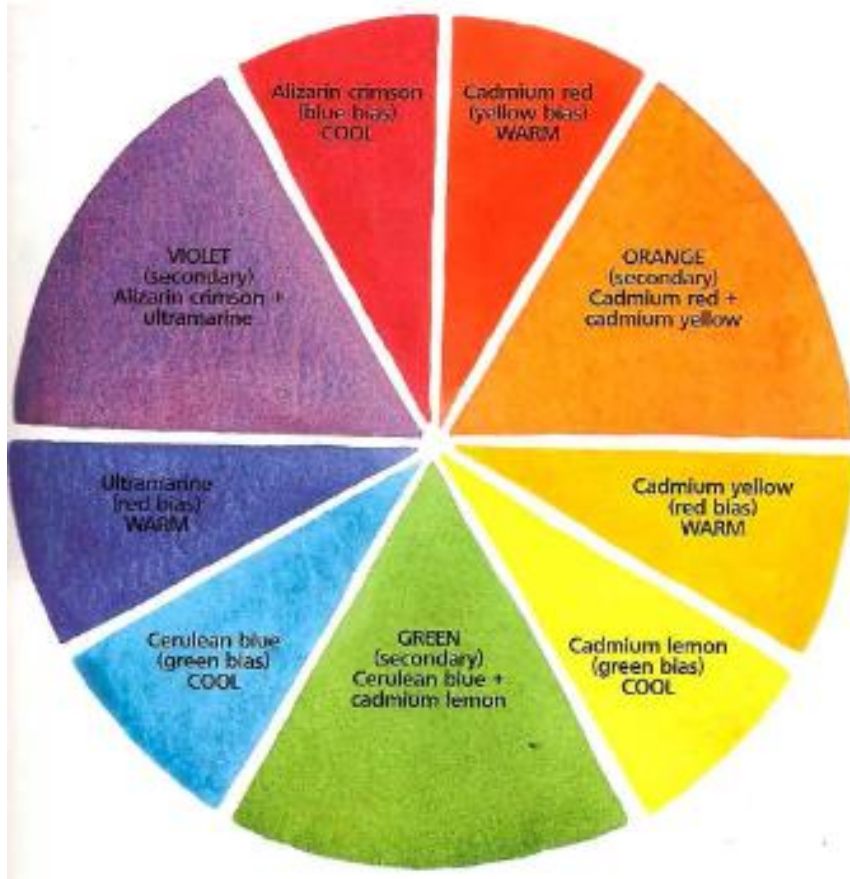 Alizarin crimson
(blue bias)
COOL
Cadmium red
(yellow bias)
WARM
ORANGE
(secondary)
Cadmium red +
cadmium yellow
Cadmium yellow
(red bias)
WARM
Cadmium lemon
(green bias)
COOL
GREEN
(secondary)
Cerulean blue +
cadmium lemon
Cerulean blue
(green bias)
COOL
Ultramarine
(red bias)
WARM
VIOLET
(secondary)
Alizarin crimson +
ultramarine